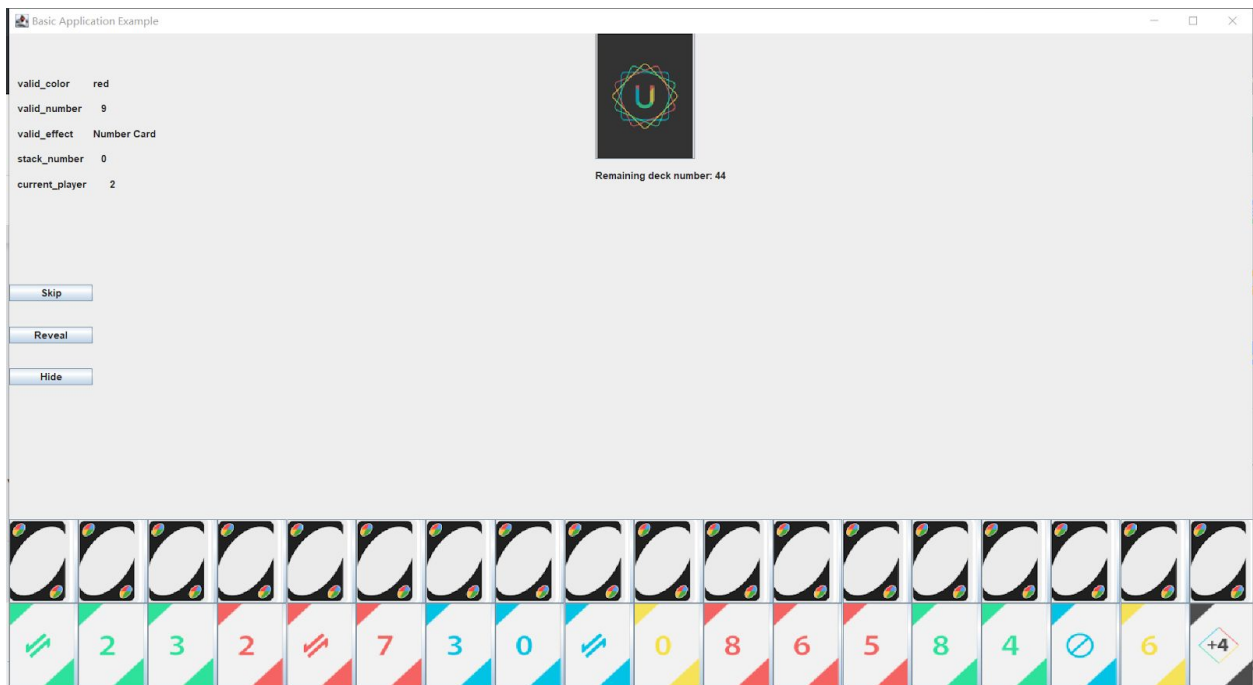 Basic Application Example
valid_color red
valid_number 9
valid_effect Number Card
stack_number 0
current_player 2
U
Remaining deck number: 44
Skip
Reveal
Hide
2 3 2 7 3 0 0 8 6 5 8 4 6 +4